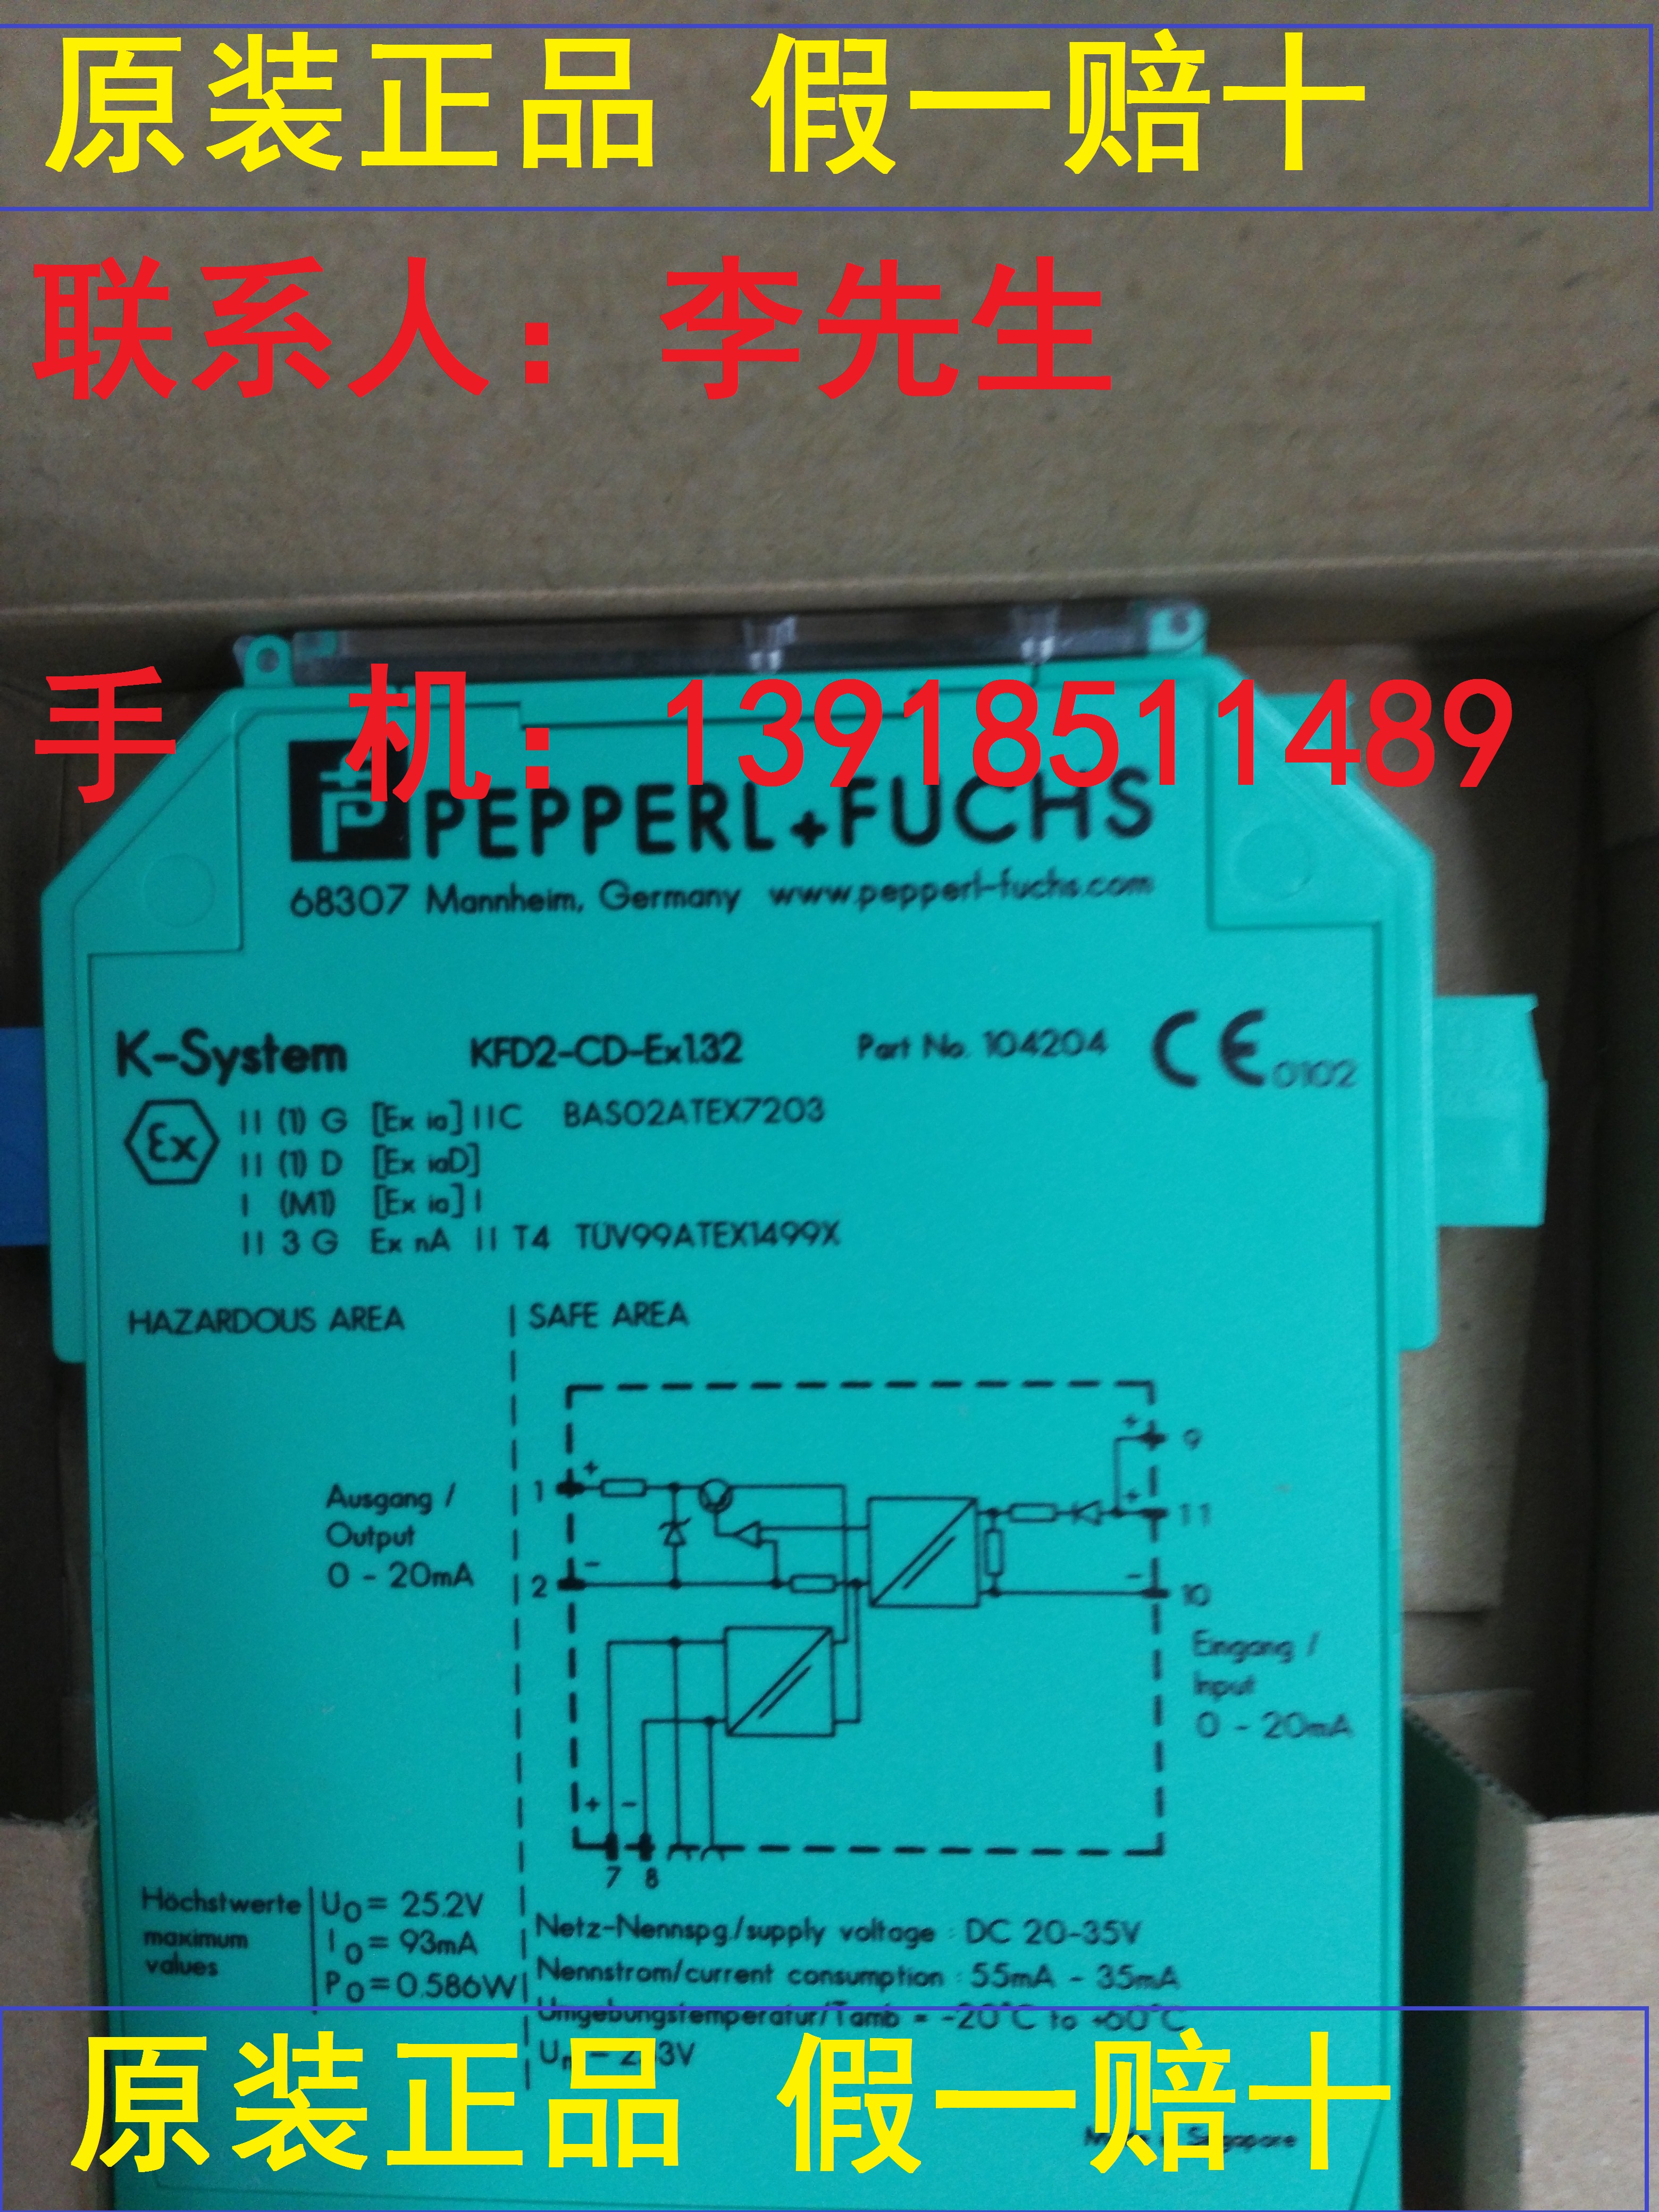 原装正品 假一赔十
联系人：李先生
手 机：13918511489
PEPPERL+FUCHS
68307 Mannheim, Germany www.pepperl-fuchs.com
K-System KFD2-CD-Ex1.32 Part No. 104204 CE 0102
Ex II (1) G [Ex ia] IIC BAS02ATEX7203
II (1) D [Ex iaD]
I (M1) [Ex ia] I
II 3 G Ex nA II T4 TÜV99ATEX1499X
HAZARDOUS AREA SAFE AREA
+ 9
1 + + 11
Ausgang /
Output
0 - 20mA
2 - - 10
Eingang /
Input
0 - 20mA
+ -
7 8
Höchstwerte
maximum
values
U0 = 25.2V
I0 = 93mA
P0 = 0.586W
Netz-Nennspg./supply voltage : DC 20-35V
Nennstrom/current consumption : 55mA - 35mA
Umgebungstemperatur/Tamb = -20°C to +60°C
原装正品 假一赔十
Singapore